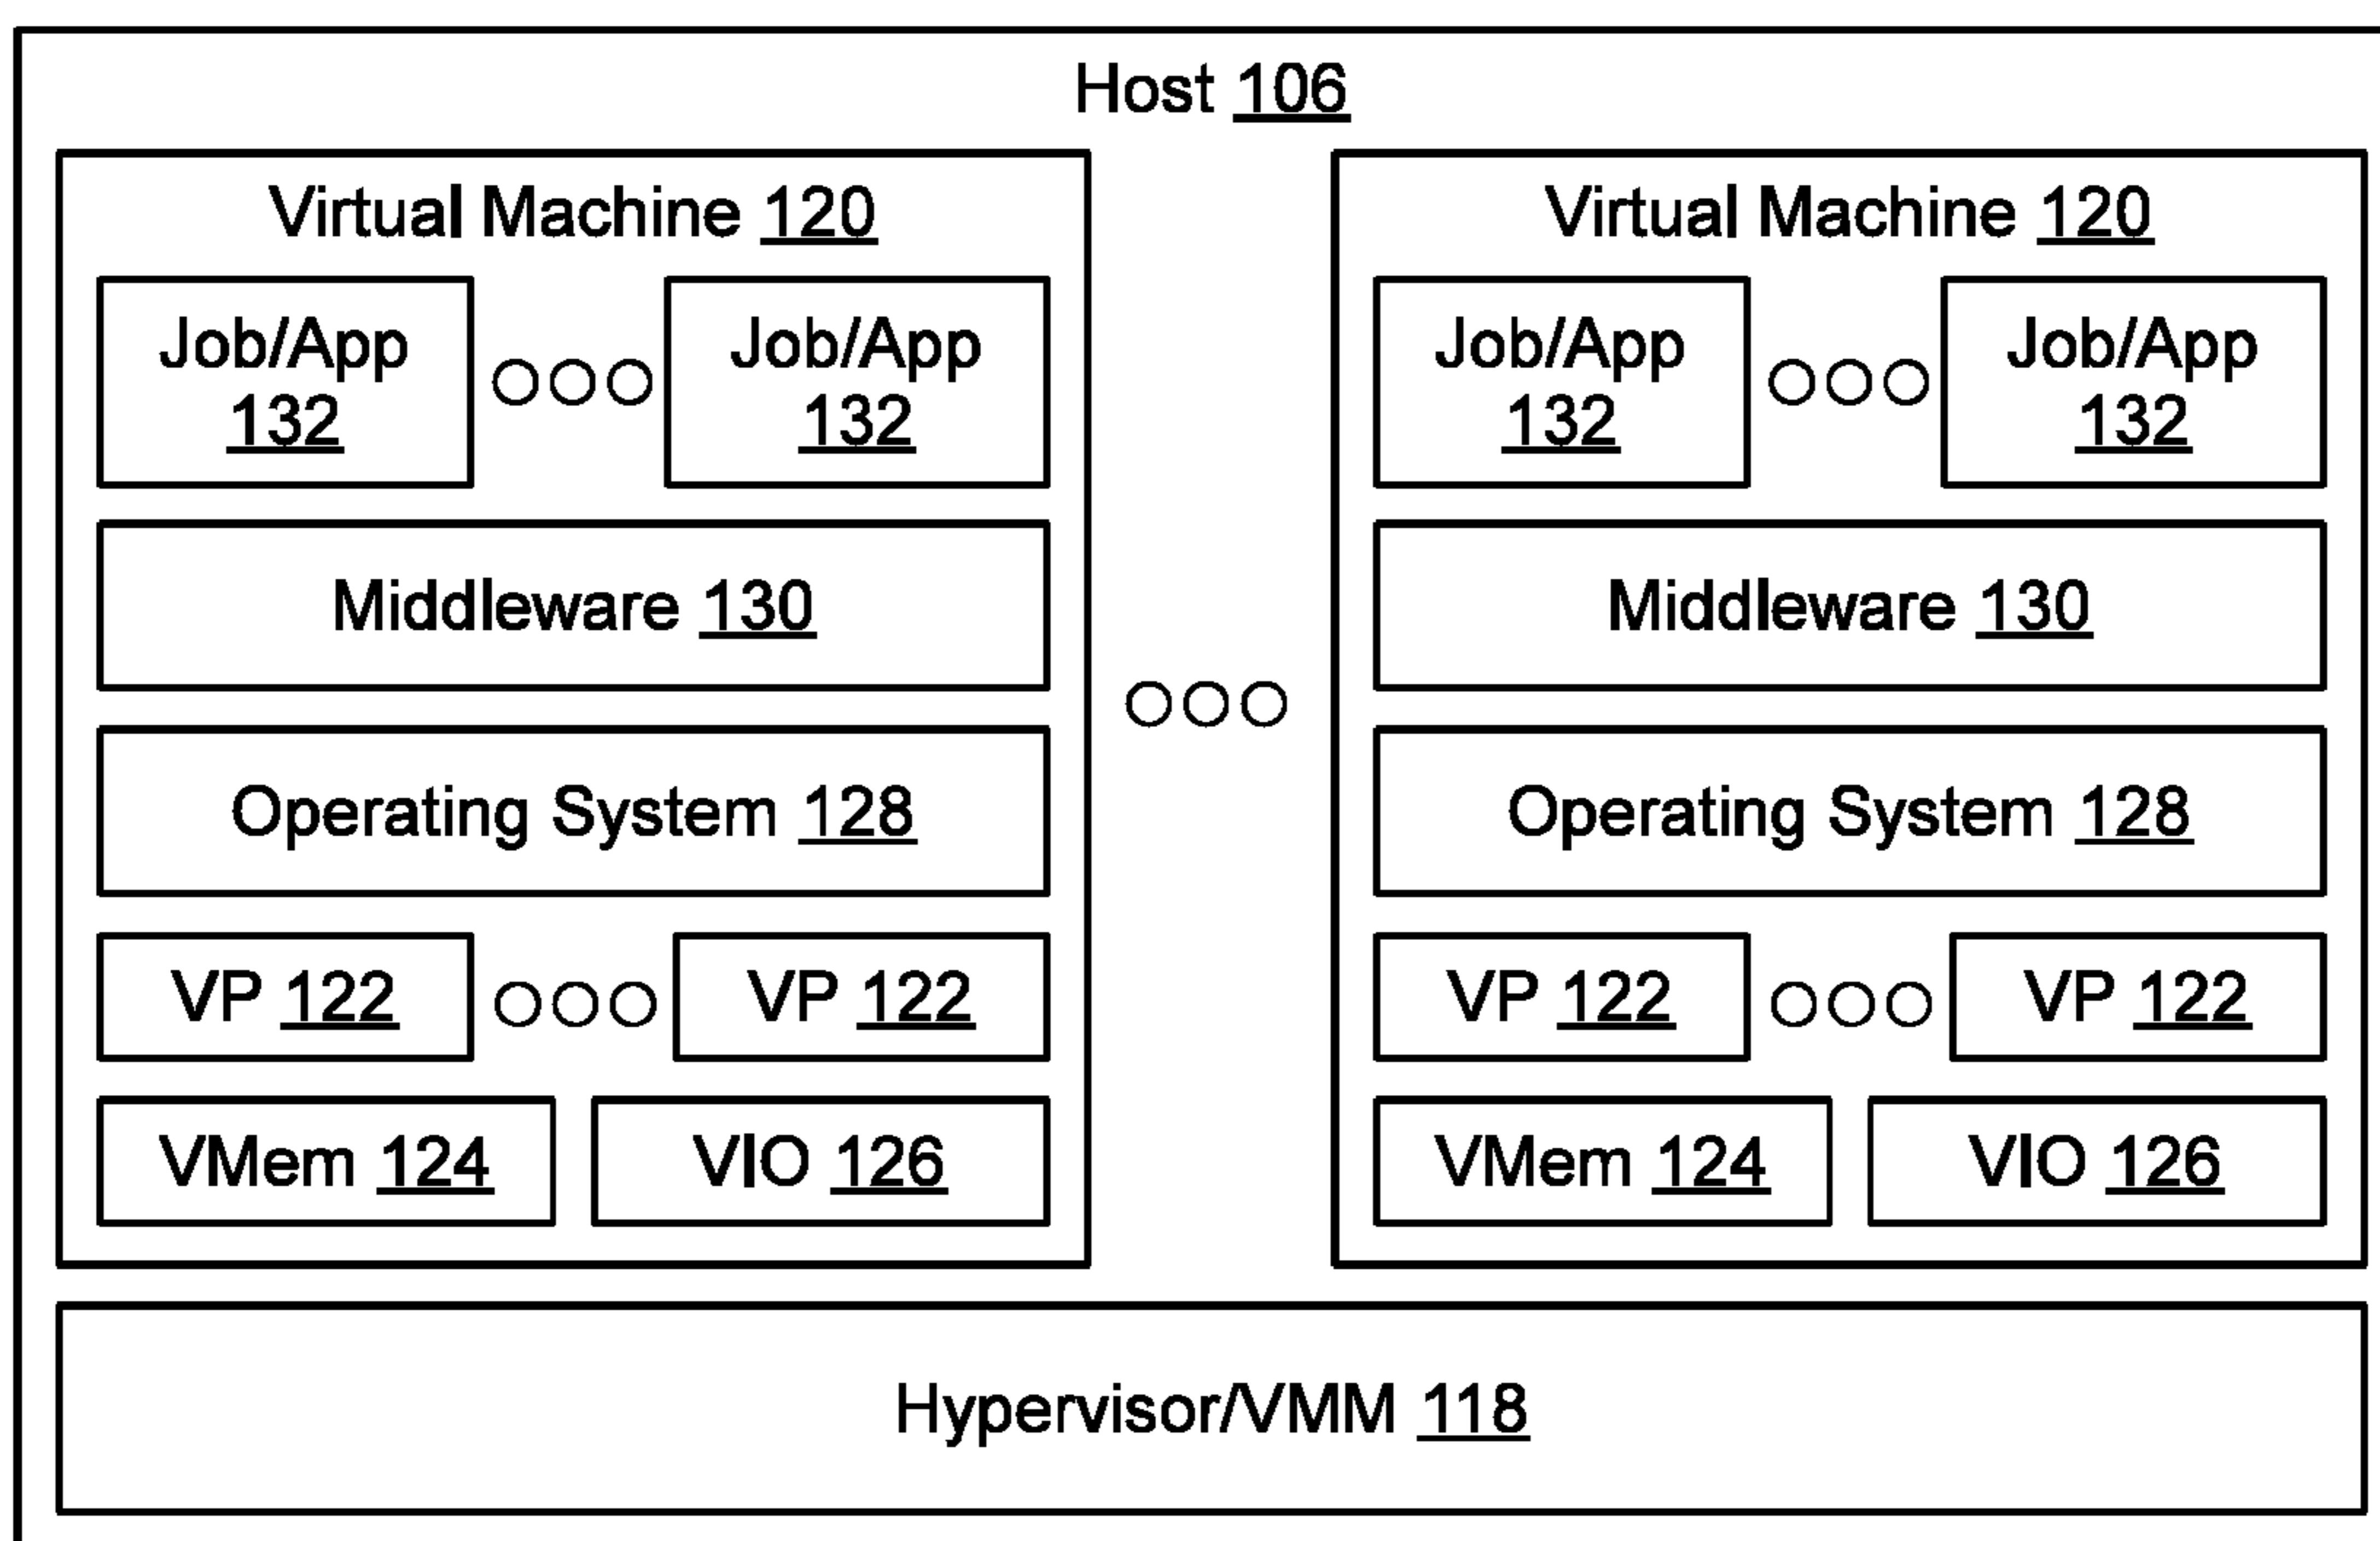 Host 106
Virtual Machine 120
Job/App
132
Job/App
132
Middleware 130
Operating System 128
VP 122
VP 122
VMem 124
VIO 126
Virtual Machine 120
Job/App
132
Job/App
132
Middleware 130
Operating System 128
VP 122
VP 122
VMem 124
VIO 126
Hypervisor/VMM 118